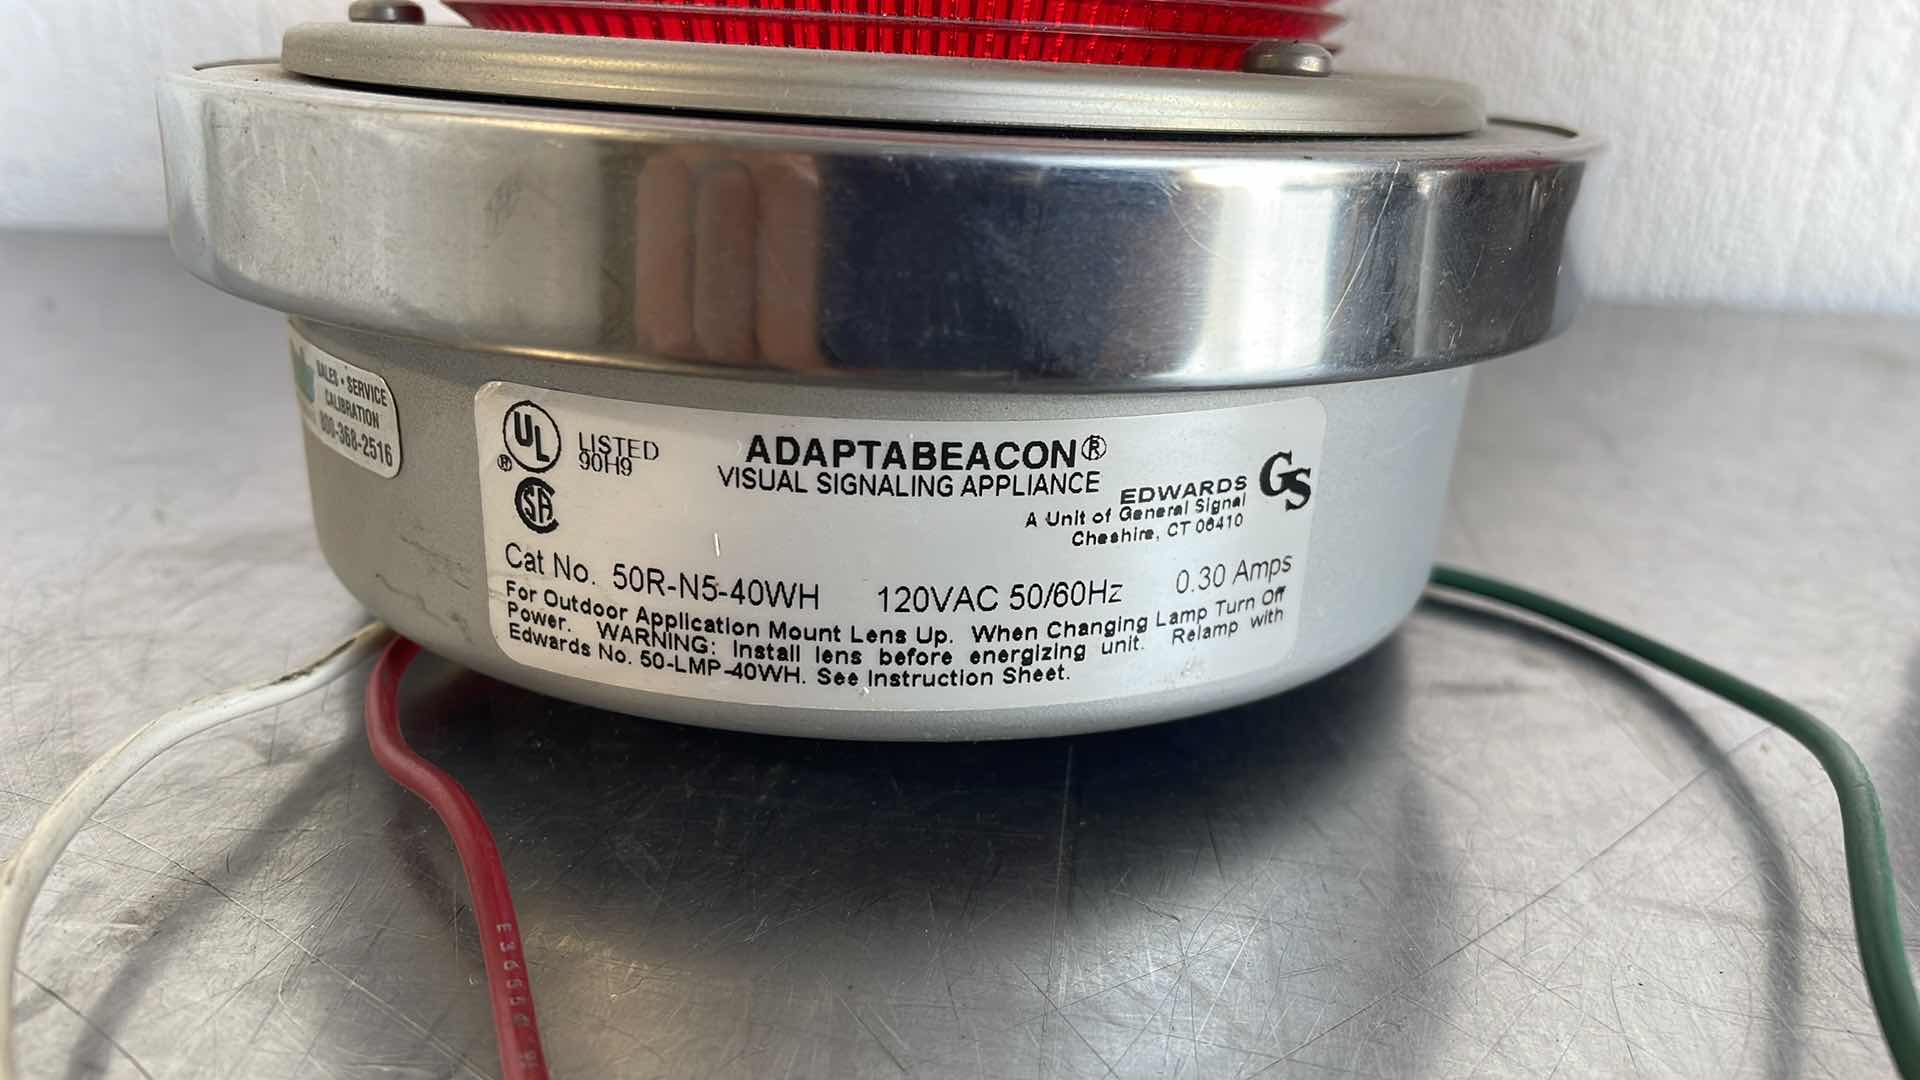 SALES • SERVICE
CALIBRATION
800-368-2516
UL
®
LISTED
90H9
SA
ADAPTABEACON®
VISUAL SIGNALING APPLIANCE
EDWARDS
GS
A Unit of General Signal
Cheshire, CT 06410
Cat No. 50R-N5-40WH 120VAC 50/60Hz 0.30 Amps
For Outdoor Application Mount Lens Up. When Changing Lamp Turn Off
Power. WARNING: Install lens before energizing unit. Relamp with
Edwards No. 50-LMP-40WH. See Instruction Sheet.